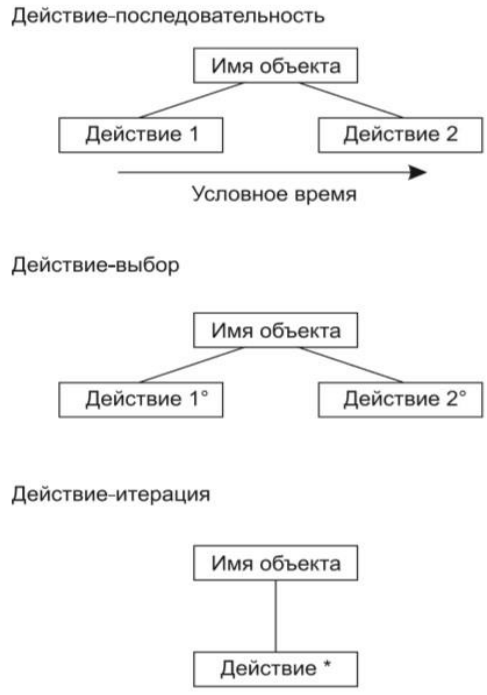 Действие-последовательность
Имя объекта
Действие 1
Действие 2
Условное время
Действие-выбор
Имя объекта
Действие 1°
Действие 2°
Действие-итерация
Имя объекта
Действие *